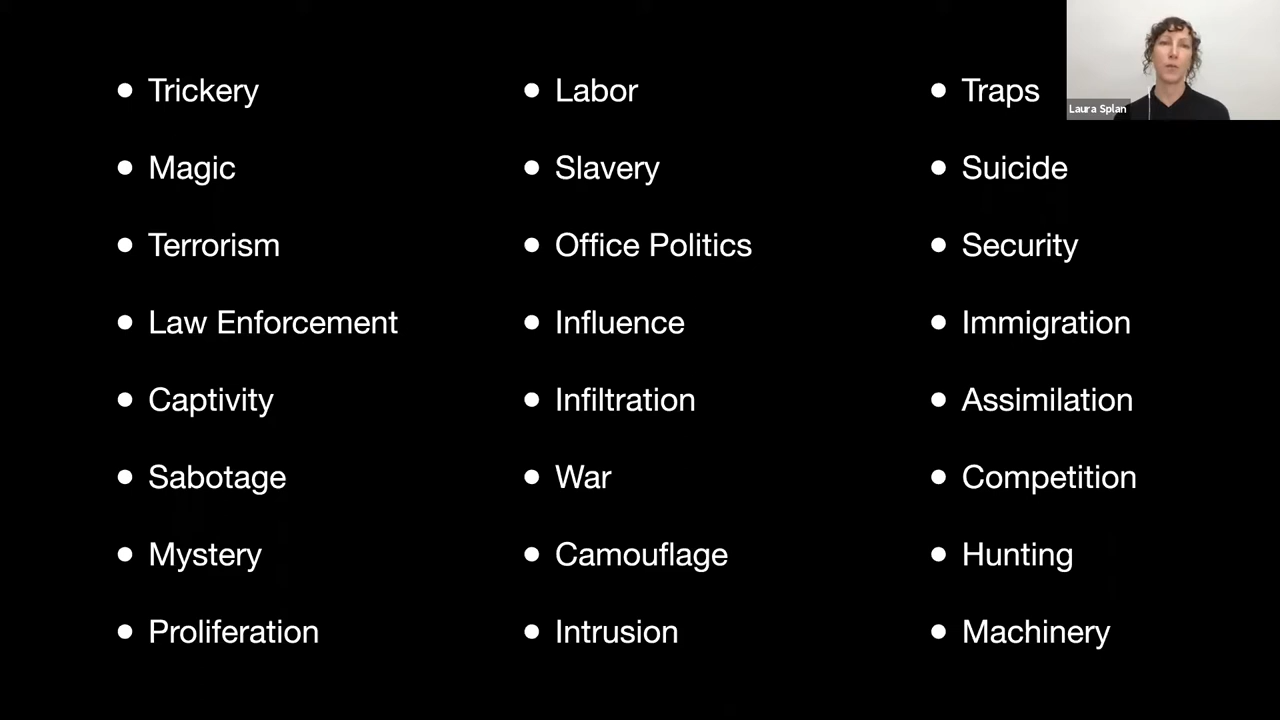 • Trickery
• Magic
• Terrorism
• Law Enforcement
• Captivity
• Sabotage
• Mystery
• Proliferation
• Labor
• Slavery
• Office Politics
• Influence
• Infiltration
• War
• Camouflage
• Intrusion
• Traps
• Suicide
• Security
• Immigration
• Assimilation
• Competition
• Hunting
• Machinery
Laura Splan